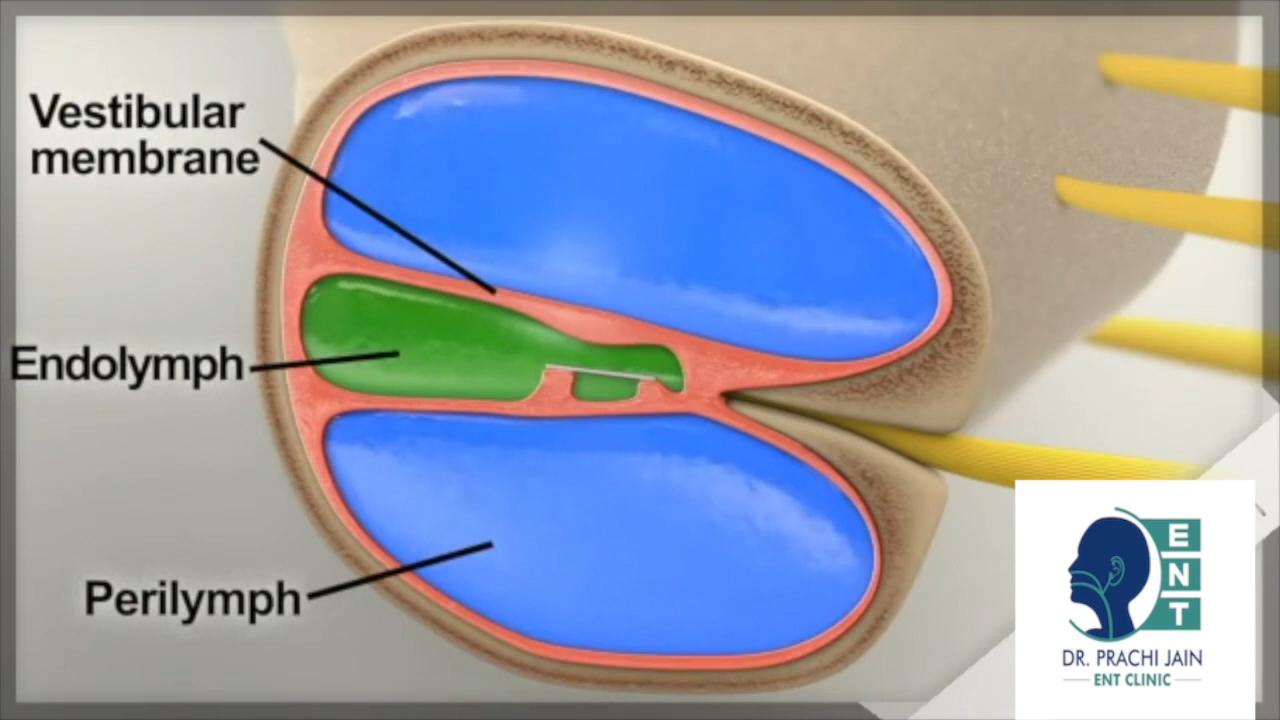 Vestibular
membrane
Endolymph
Perilymph
E
N
T
DR. PRACHI JAIN
ENT CLINIC